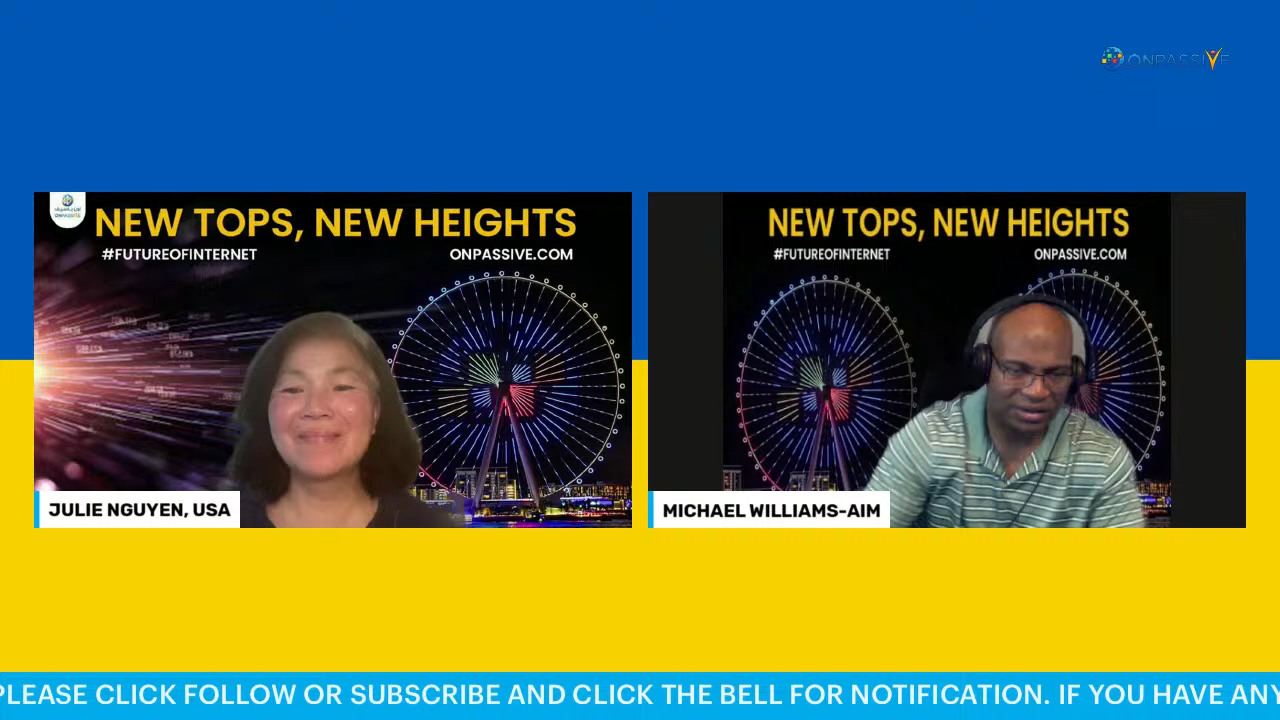 ONPASSIVE
NEW TOPS, NEW HEIGHTS
#FUTUREOFINTERNET
ONPASSIVE.COM
JULIE NGUYEN, USA
NEW TOPS, NEW HEIGHTS
#FUTUREOFINTERNET
ONPASSIVE.COM
MICHAEL WILLIAMS-AIM
PLEASE CLICK FOLLOW OR SUBSCRIBE AND CLICK THE BELL FOR NOTIFICATION. IF YOU HAVE ANY